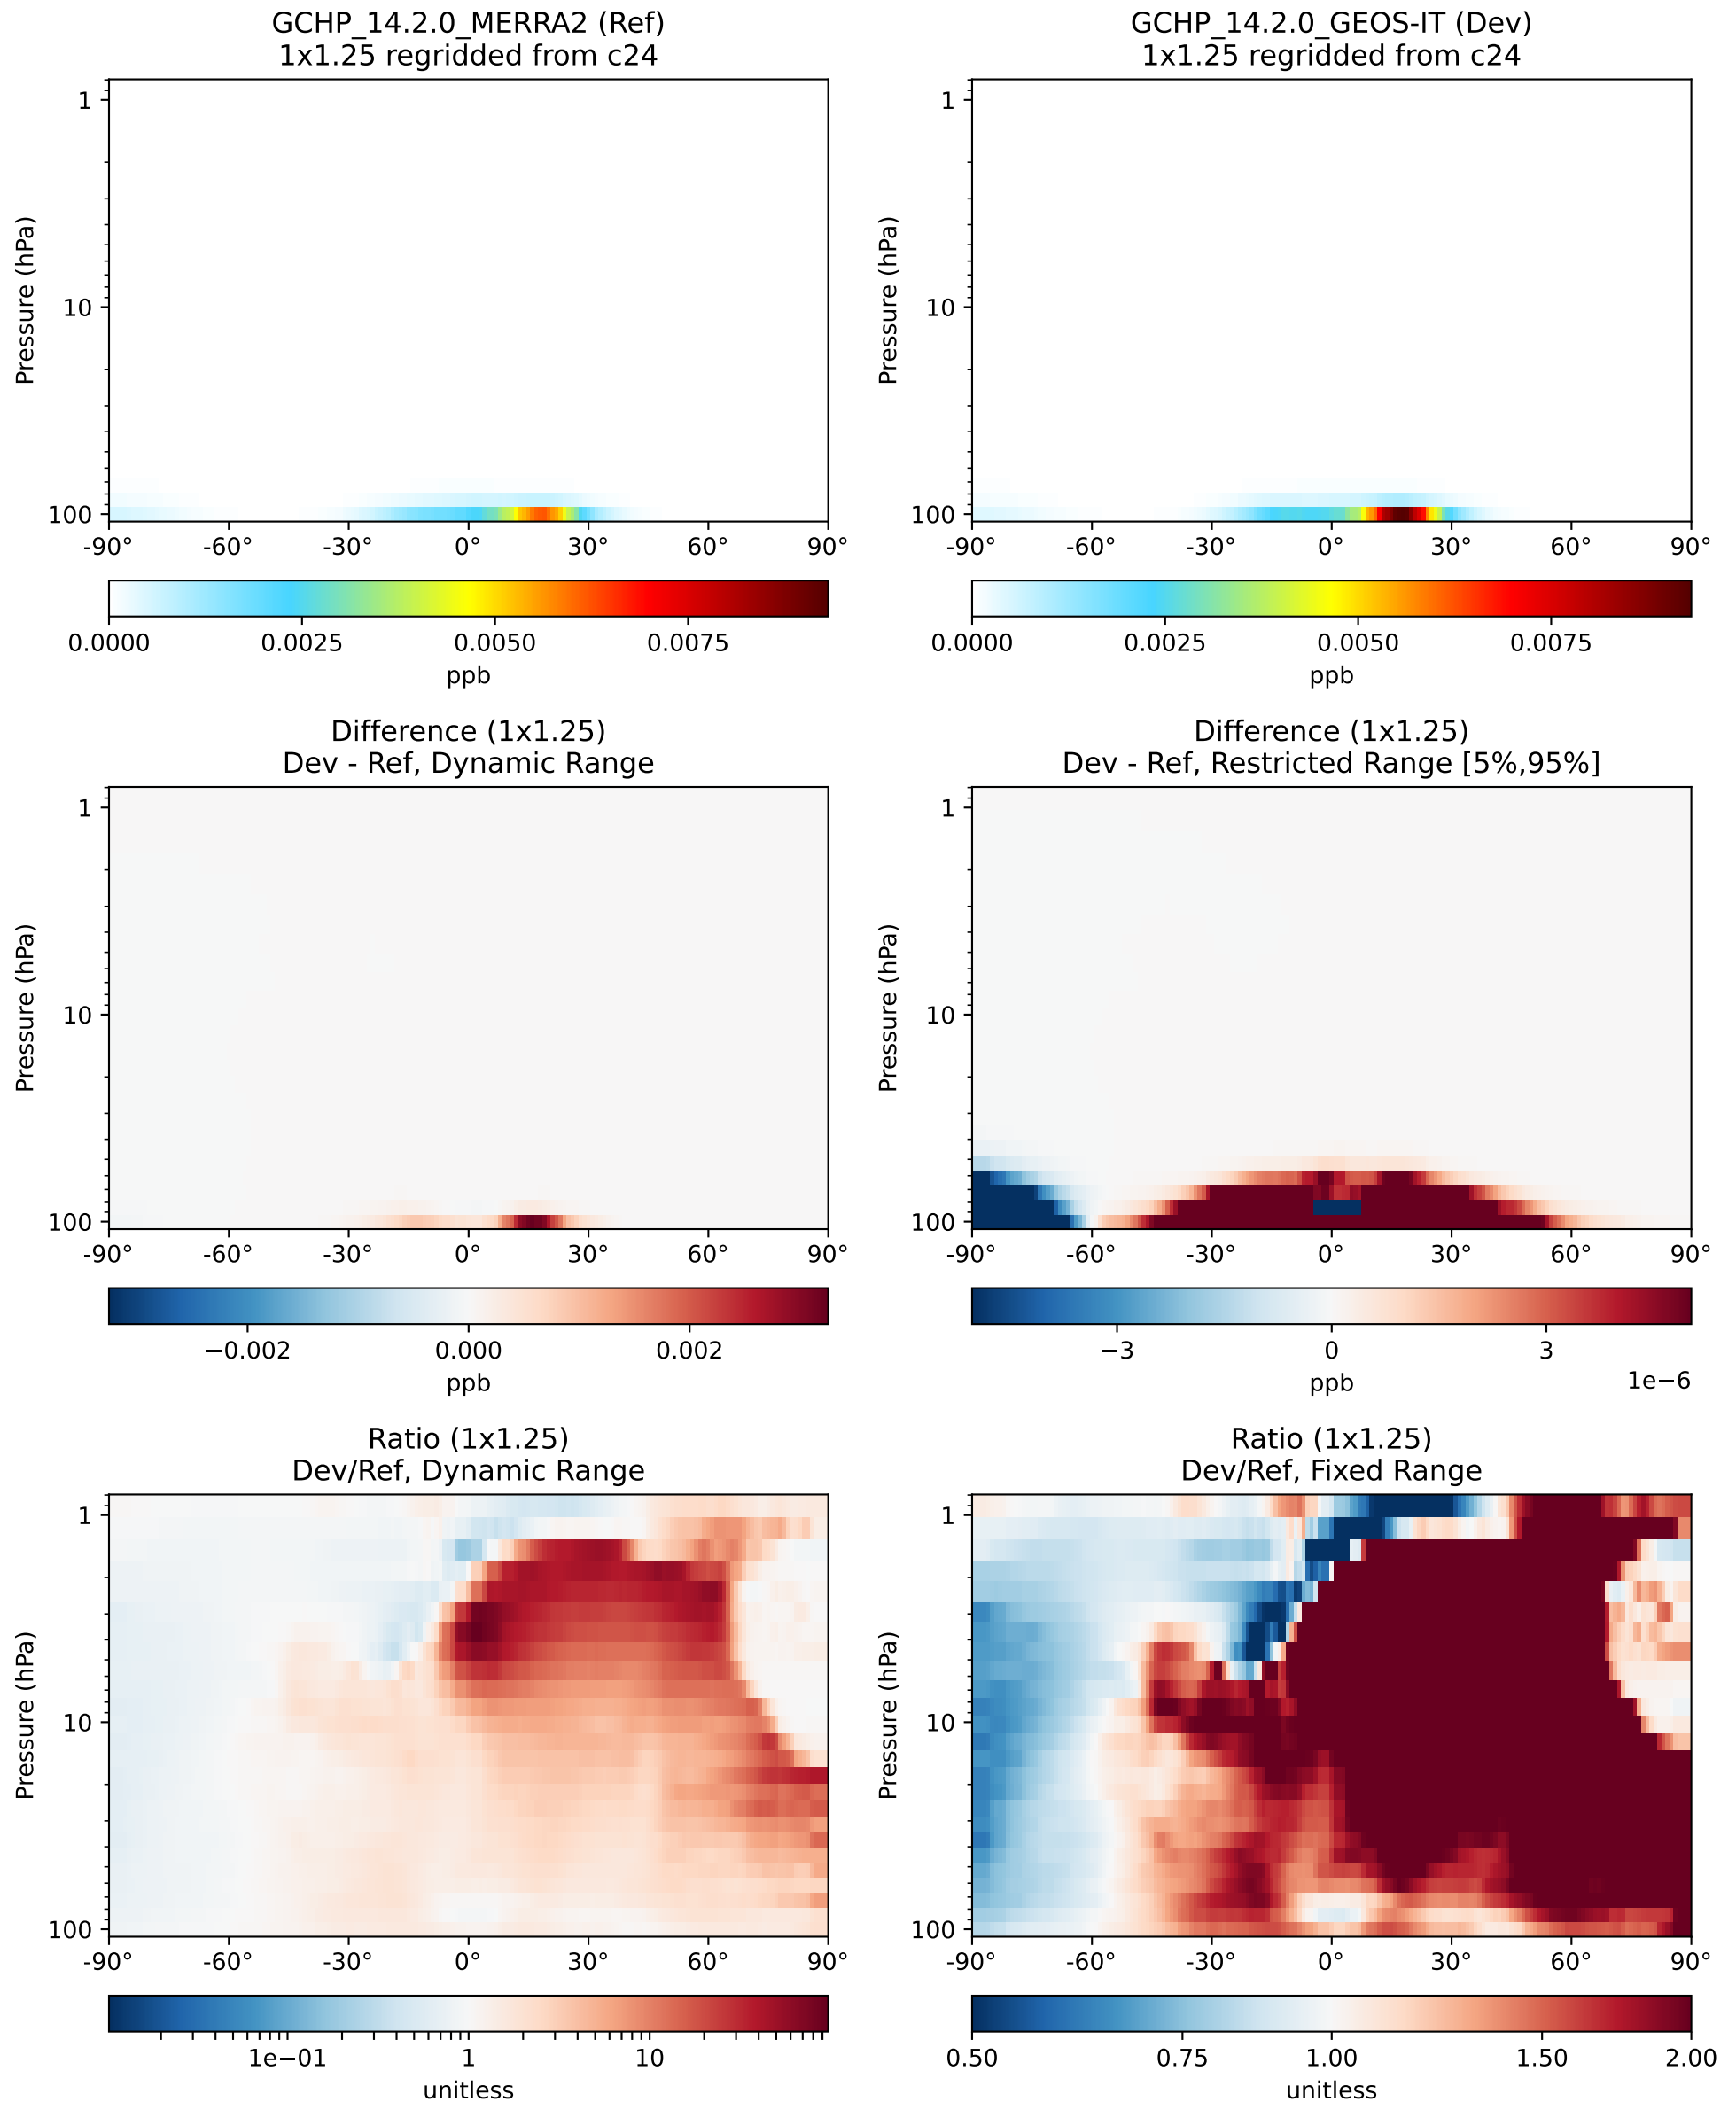 GCHP_14.2.0_MERRA2 (Ref)
1x1.25 regridded from c24
Pressure (hPa)
1
10
100
-90° -60° -30° 0° 30° 60° 90°
0.0000 0.0025 0.0050 0.0075
ppb
GCHP_14.2.0_GEOS-IT (Dev)
1x1.25 regridded from c24
Pressure (hPa)
1
10
100
-90° -60° -30° 0° 30° 60° 90°
0.0000 0.0025 0.0050 0.0075
ppb
Difference (1x1.25)
Dev - Ref, Dynamic Range
Pressure (hPa)
1
10
100
-90° -60° -30° 0° 30° 60° 90°
−0.002 0.000 0.002
ppb
Difference (1x1.25)
Dev - Ref, Restricted Range [5%,95%]
Pressure (hPa)
1
10
100
-90° -60° -30° 0° 30° 60° 90°
−3 0 3
ppb
1e−6
Ratio (1x1.25)
Dev/Ref, Dynamic Range
Pressure (hPa)
1
10
100
-90° -60° -30° 0° 30° 60° 90°
1e−01 1 10
unitless
Ratio (1x1.25)
Dev/Ref, Fixed Range
Pressure (hPa)
1
10
100
-90° -60° -30° 0° 30° 60° 90°
0.50 0.75 1.00 1.50 2.00
unitless